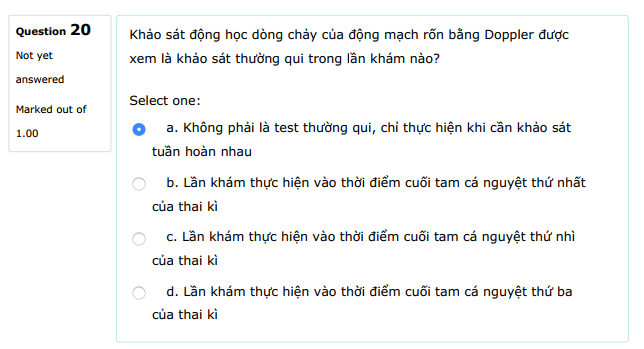 Question 20
Not yet
answered
Marked out of
1.00
Khảo sát động học dòng chảy của động mạch rốn bằng Doppler được
xem là khảo sát thường qui trong lần khám nào?
Select one:
a. Không phải là test thường qui, chỉ thực hiện khi cần khảo sát
tuần hoàn nhau
b. Lần khám thực hiện vào thời điểm cuối tam cá nguyệt thứ nhất
của thai kì
c. Lần khám thực hiện vào thời điểm cuối tam cá nguyệt thứ nhì
của thai kì
d. Lần khám thực hiện vào thời điểm cuối tam cá nguyệt thứ ba
của thai kì